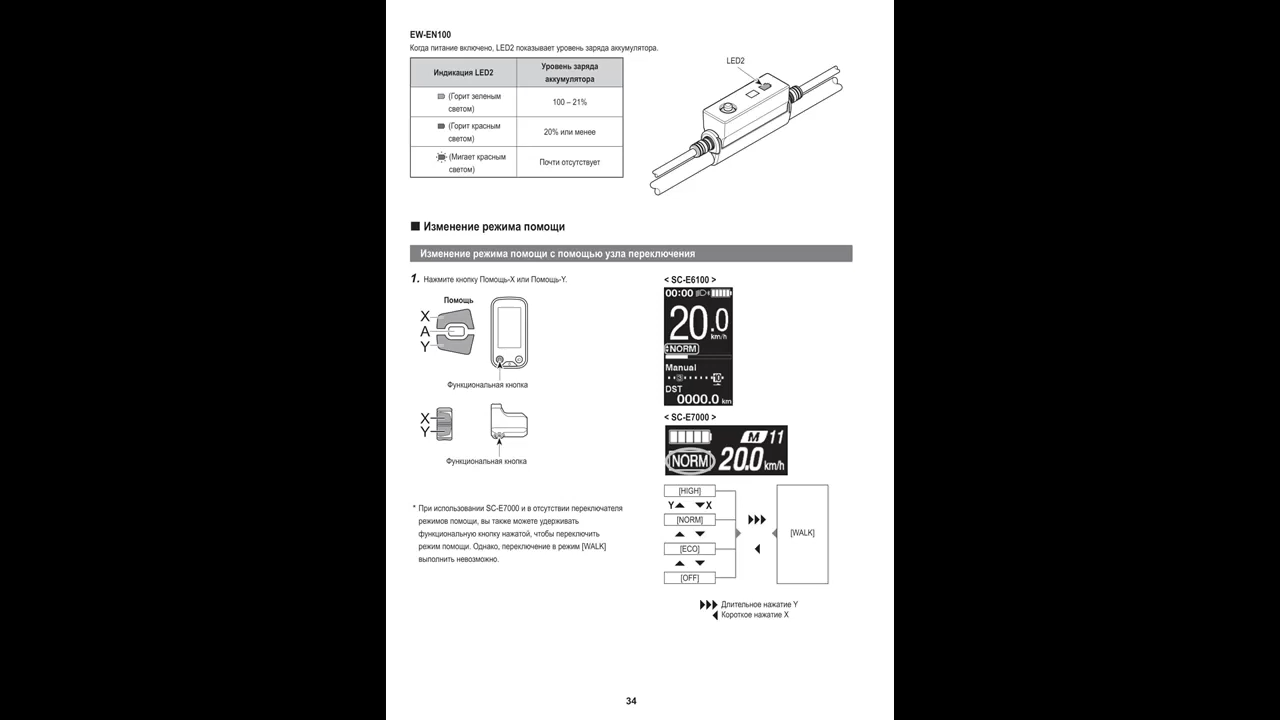 EW-EN100
Когда питание включено, LED2 показывает уровень заряда аккумулятора.
Индикация LED2
Уровень заряда
аккумулятора
(Горит зеленым
светом)
100 – 21%
(Горит красным
светом)
20% или менее
(Мигает красным
светом)
Почти отсутствует
LED2
Изменение режима помощи
Изменение режима помощи с помощью узла переключения
1. Нажмите кнопку Помощь-X или Помощь-Y.
Помощь
X
A
Y
Функциональная кнопка
X
Y
Функциональная кнопка
* При использовании SC-E7000 и в отсутствии переключателя
режимов помощи, вы также можете удерживать
функциональную кнопку нажатой, чтобы переключить
режим помощи. Однако, переключение в режим [WALK]
выполнить невозможно.
< SC-E6100 >
00:00
20.0
km/h
NORM
Manual
DST
0000.0 km
< SC-E7000 >
M 11
NORM 20.0 km/h
[HIGH]
Y X
[NORM]
[ECO]
[OFF]
[WALK]
Длительное нажатие Y
Короткое нажатие X
34